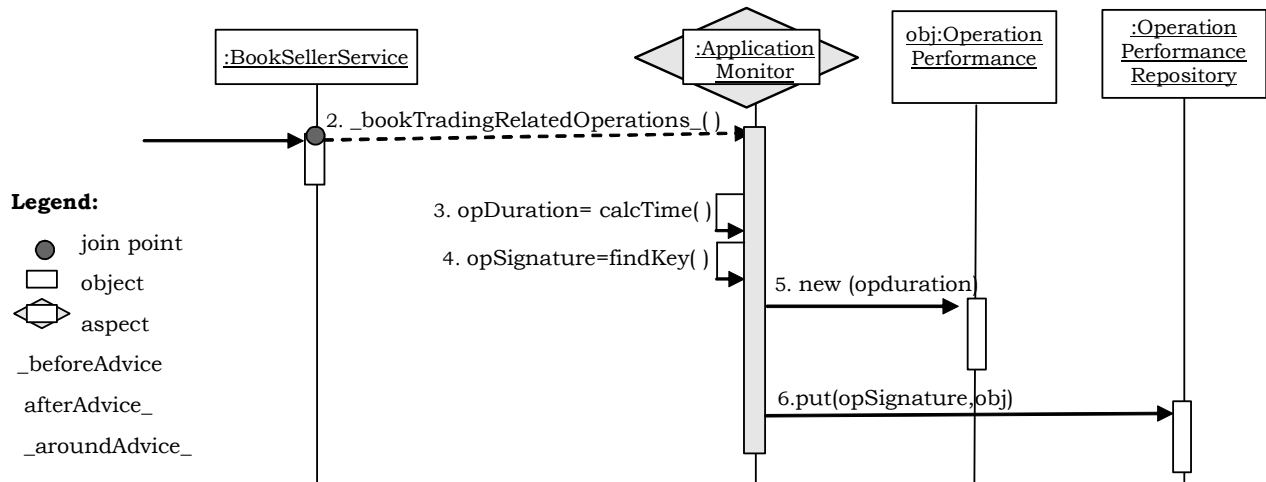 :BookSellerService
:Application
Monitor
obj:Operation
Performance
:Operation
Performance
Repository
2. _bookTradingRelatedOperations_( )
3. opDuration= calcTime( )
4. opSignature=findKey( )
5. new (opduration)
6.put(opSignature,obj)
Legend:
join point
object
aspect
_beforeAdvice
afterAdvice_
_aroundAdvice_